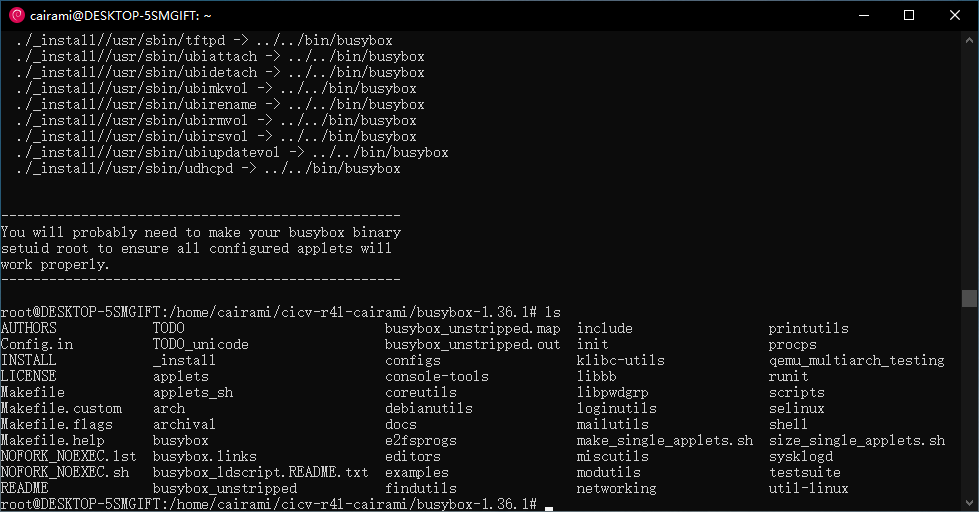 cairami@DESKTOP-5SMGIFT: ~
./_install//usr/sbin/tftpd -> ../../bin/busybox
./_install//usr/sbin/ubiattach -> ../../bin/busybox
./_install//usr/sbin/ubidetach -> ../../bin/busybox
./_install//usr/sbin/ubimkvol -> ../../bin/busybox
./_install//usr/sbin/ubirename -> ../../bin/busybox
./_install//usr/sbin/ubirmvol -> ../../bin/busybox
./_install//usr/sbin/ubirsvol -> ../../bin/busybox
./_install//usr/sbin/ubiupdatevol -> ../../bin/busybox
./_install//usr/sbin/udhcpd -> ../../bin/busybox
--------------------------------------------------
You will probably need to make your busybox binary
setuid root to ensure all configured applets will
work properly.
--------------------------------------------------
root@DESKTOP-5SMGIFT:/home/cairami/cicv-r4l-cairami/busybox-1.36.1# ls
AUTHORS TODO busybox_unstripped.map include printutils
Config.in TODO_unicode busybox_unstripped.out init procps
INSTALL _install configs klibc-utils qemu_multiarch_testing
LICENSE applets console-tools libbb runit
Makefile applets_sh coreutils libpwdgrp scripts
Makefile.custom arch debianutils loginutils selinux
Makefile.flags archival docs mailutils shell
Makefile.help busybox e2fsprogs make_single_applets.sh size_single_applets.sh
NOFORK_NOEXEC.lst busybox.links editors miscutils sysklogd
NOFORK_NOEXEC.sh busybox_ldscript.README.txt examples modutils testsuite
README busybox_unstripped findutils networking util-linux
root@DESKTOP-5SMGIFT:/home/cairami/cicv-r4l-cairami/busybox-1.36.1#